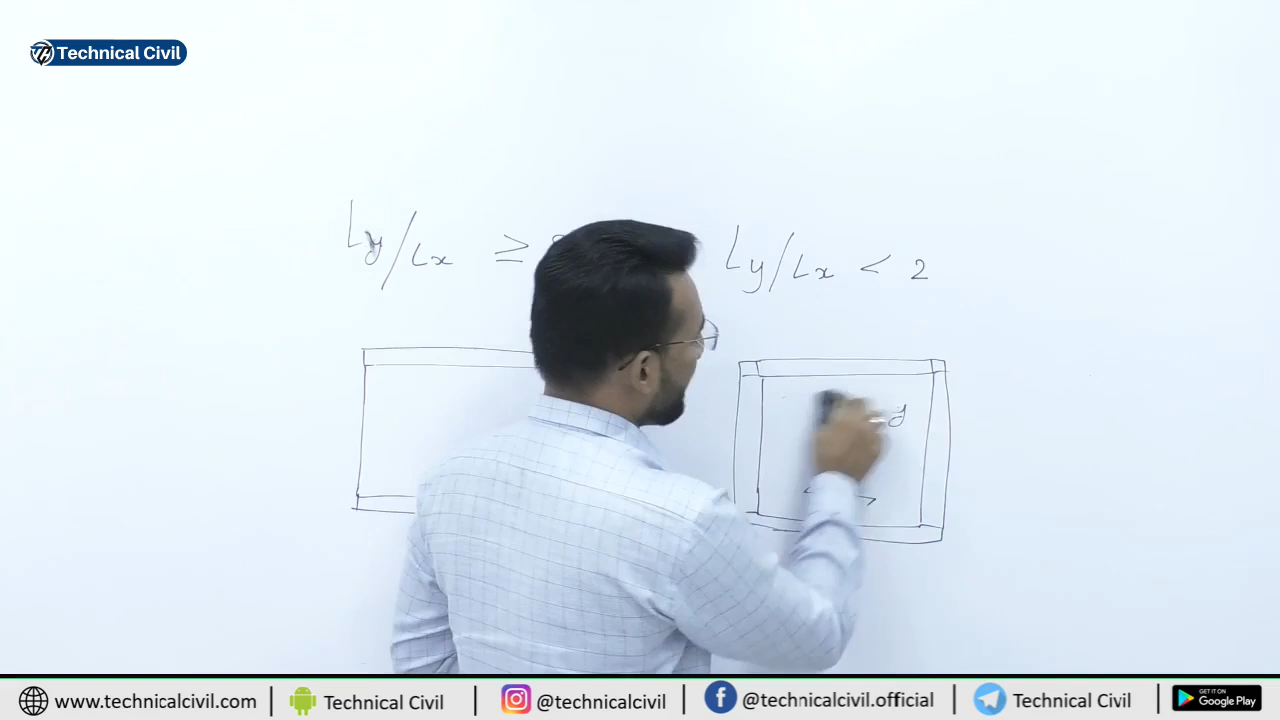 Technical Civil
Ly/Lx ≥
Ly/Lx < 2
y
www.technicalcivil.com
Technical Civil
@technicalcivil
@technicalcivil.official
Technical Civil
GET IT ON
Google Play